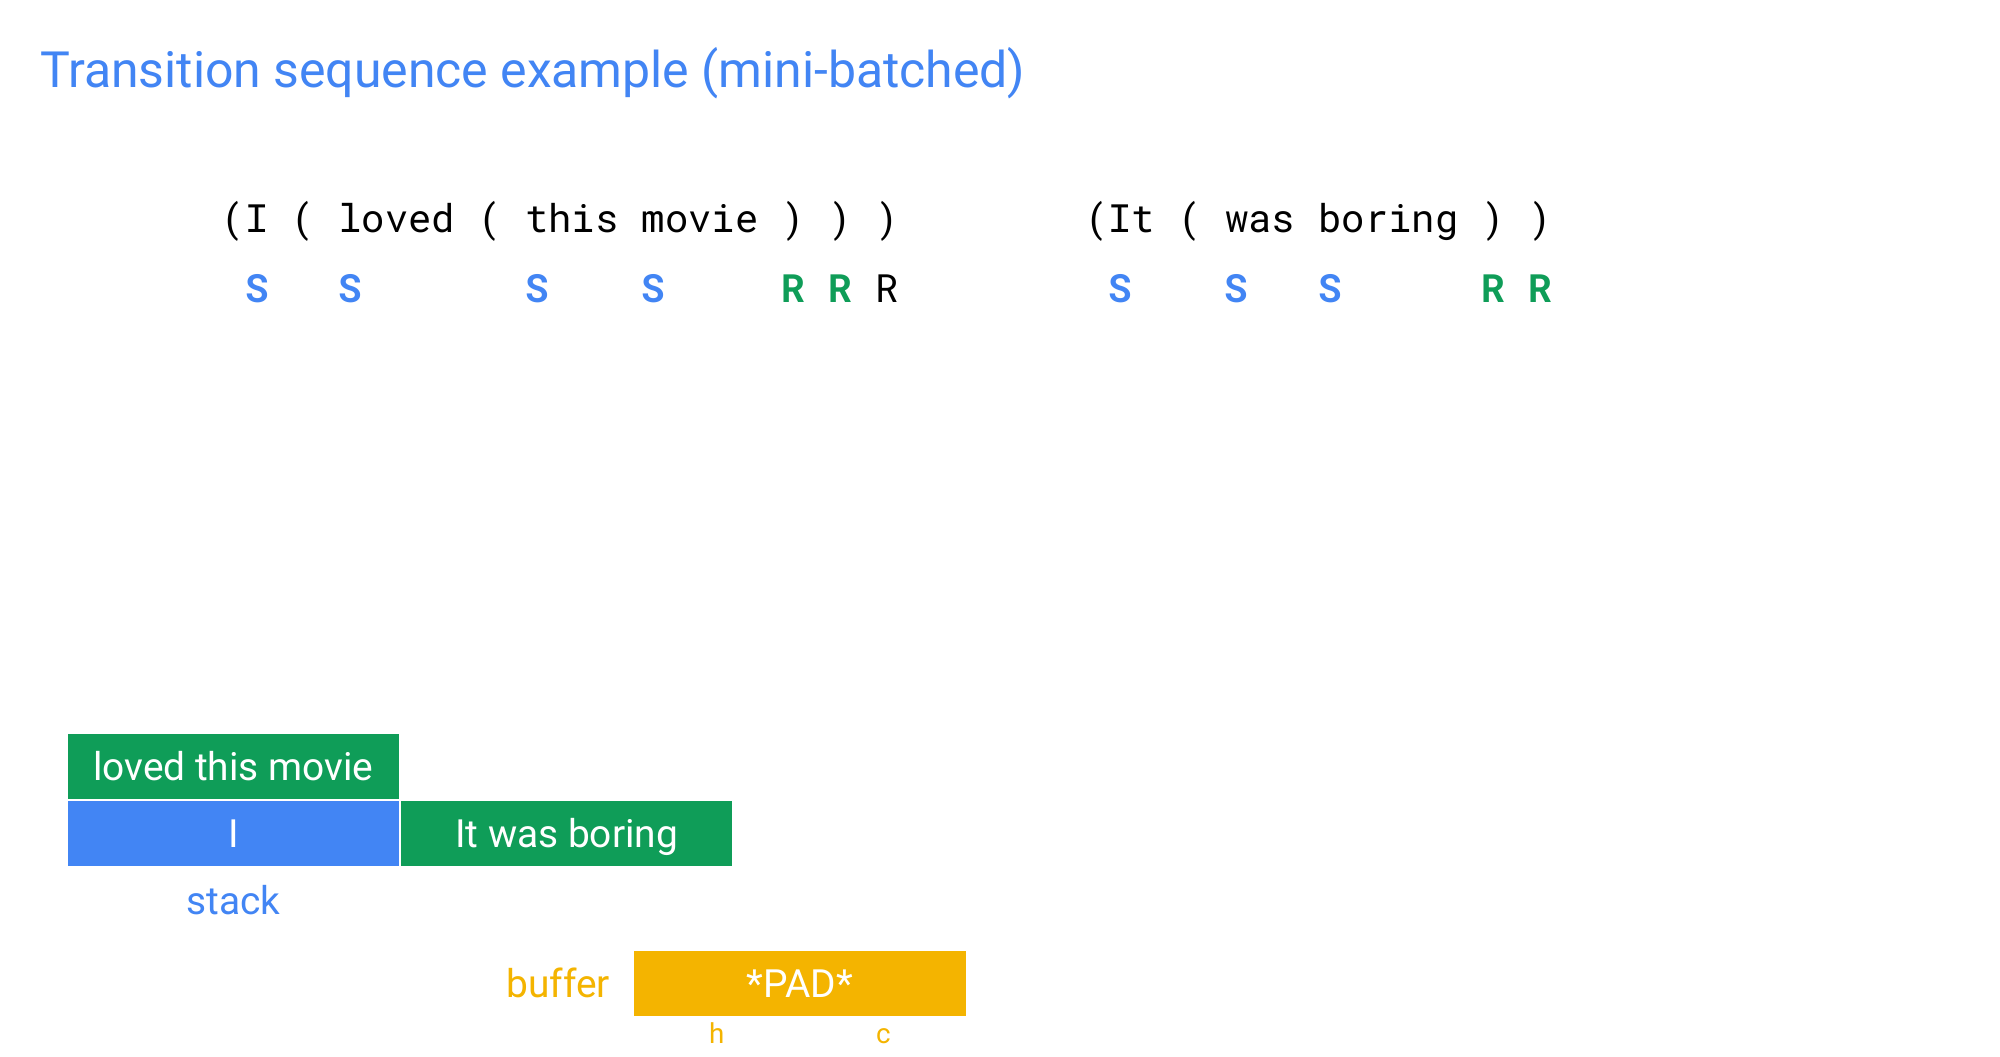 Transition sequence example (mini-batched)
(I ( loved ( this movie ) ) ) (It ( was boring ) )
S S S S R R R S S S R R
loved this movie
I It was boring
stack
buffer *PAD*
h c